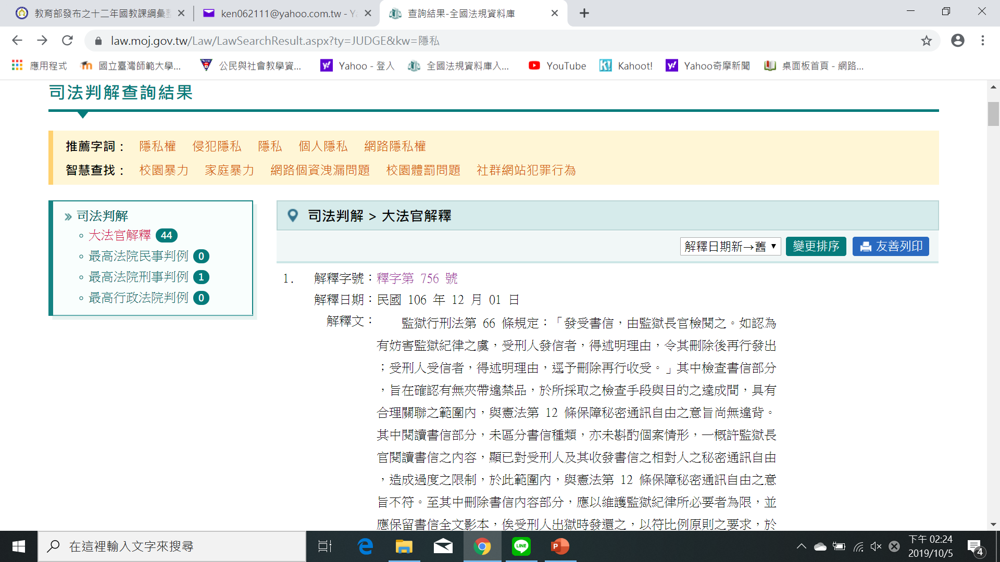 教育部發布之十二年國教課綱彙
ken062111@yahoo.com.tw - Ya
查詢結果-全國法規資料庫
law.moj.gov.tw/Law/LawSearchResult.aspx?ty=JUDGE&kw=隱私
應用程式
國立臺灣師範大學...
公民與社會教學資...
Yahoo - 登入
全國法規資料庫入...
YouTube
Kahoot!
Yahoo奇摩新聞
桌面板首頁 - 網路...
司法判解查詢結果
推薦字詞： 隱私權 侵犯隱私 隱私 個人隱私 網路隱私權
智慧查找： 校園暴力 家庭暴力 網路個資洩漏問題 校園體罰問題 社群網站犯罪行為
司法判解
大法官解釋 44
最高法院民事判例 0
最高法院刑事判例 1
最高行政法院判例 0
司法判解 > 大法官解釋
解釋日期新→舊 變更排序 友善列印
1. 解釋字號：釋字第 756 號
解釋日期：民國 106 年 12 月 01 日
解釋文： 監獄行刑法第 66 條規定：「發受書信，由監獄長官檢閱之。如認為
有妨害監獄紀律之虞，受刑人發信者，得述明理由，令其刪除後再行發出
；受刑人受信者，得述明理由，逕予刪除再行收受。」其中檢查書信部分
，旨在確認有無夾帶違禁品，於所採取之檢查手段與目的之達成間，具有
合理關聯之範圍內，與憲法第 12 條保障秘密通訊自由之意旨尚無違背。
其中閱讀書信部分，未區分書信種類，亦未斟酌個案情形，一概許監獄長
官閱讀書信之內容，顯已對受刑人及其收發書信之相對人之秘密通訊自由
，造成過度之限制，於此範圍內，與憲法第 12 條保障秘密通訊自由之意
旨不符。至其中刪除書信內容部分，應以維護監獄紀律所必要者為限，並
應保留書信全文影本，俟受刑人出獄時發還之，以符比例原則之要求，於
在這裡輸入文字來搜尋
LINE
P
下午 02:24
2019/10/5
4